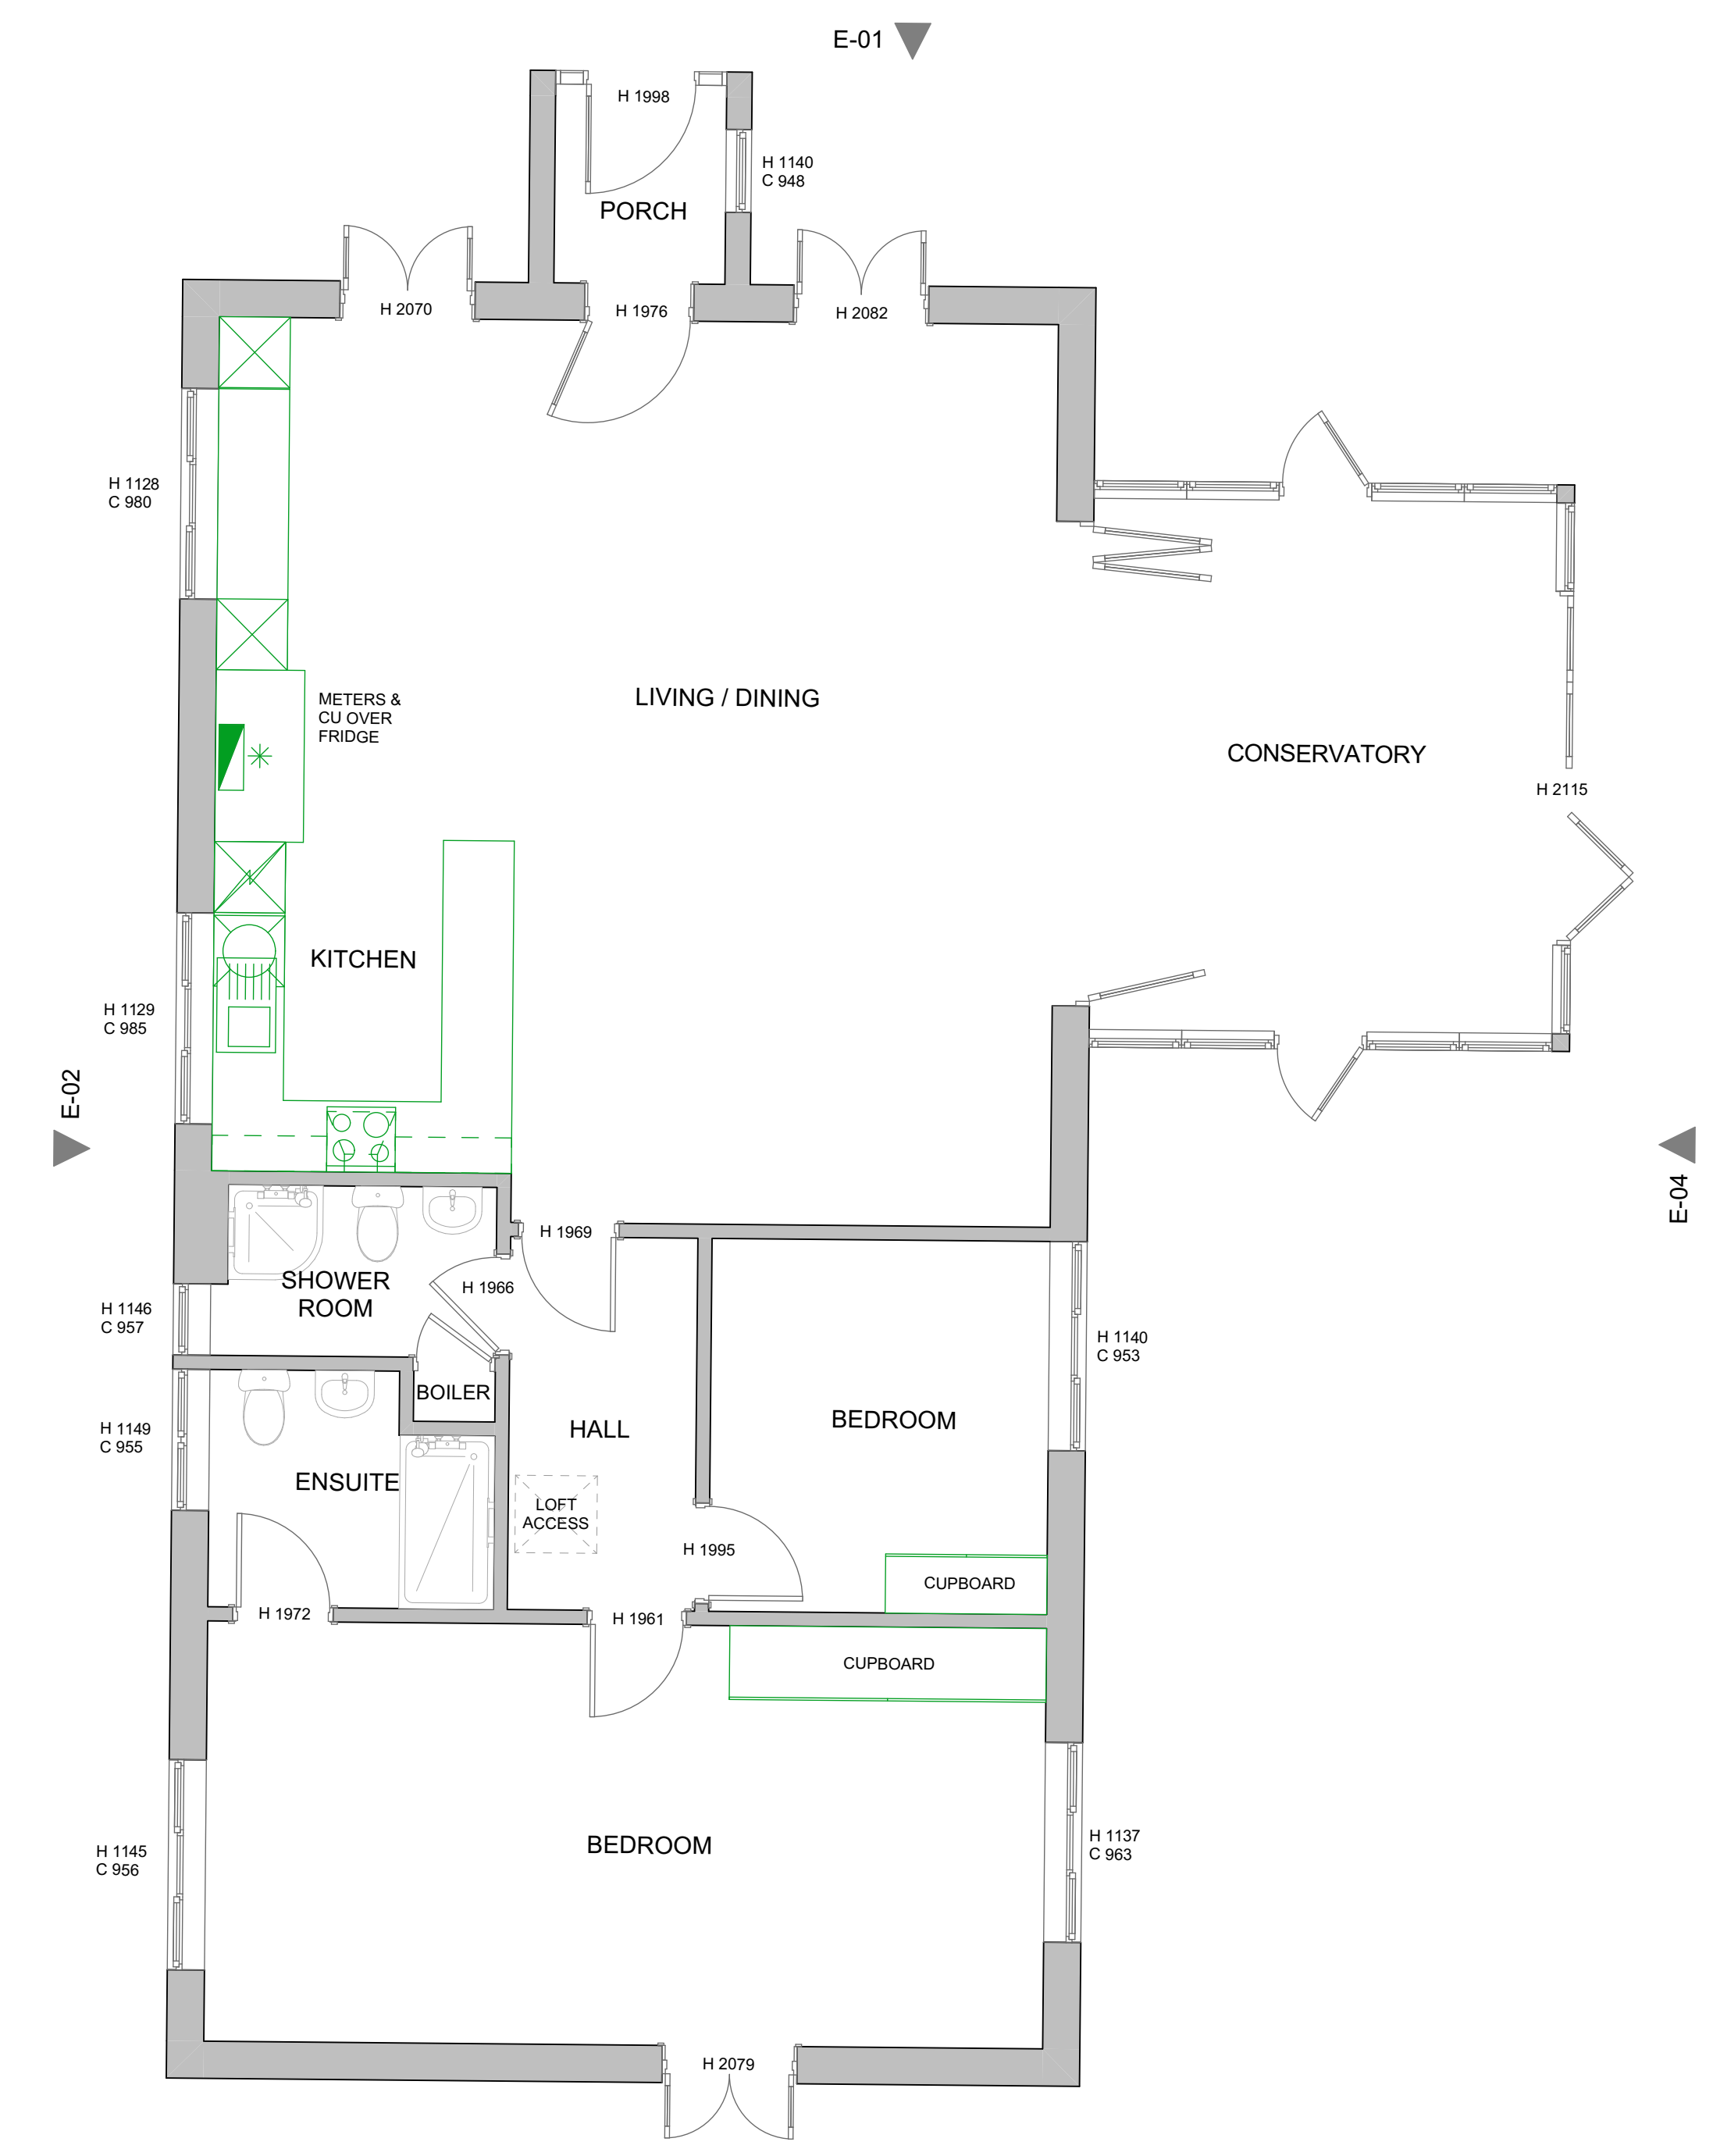 E-01
H 1998
H 1140
C 948
PORCH
H 2070
H 1976
H 2082
H 1128
C 980
METERS &
CU OVER
FRIDGE
LIVING / DINING
CONSERVATORY
H 2115
KITCHEN
H 1129
C 985
E-02
E-04
H 1969
SHOWER
ROOM
H 1966
H 1146
C 957
H 1140
C 953
BOILER
H 1149
C 955
HALL
BEDROOM
ENSUITE
LOFT
ACCESS
H 1995
CUPBOARD
H 1972
H 1961
CUPBOARD
H 1145
C 956
BEDROOM
H 1137
C 963
H 2079